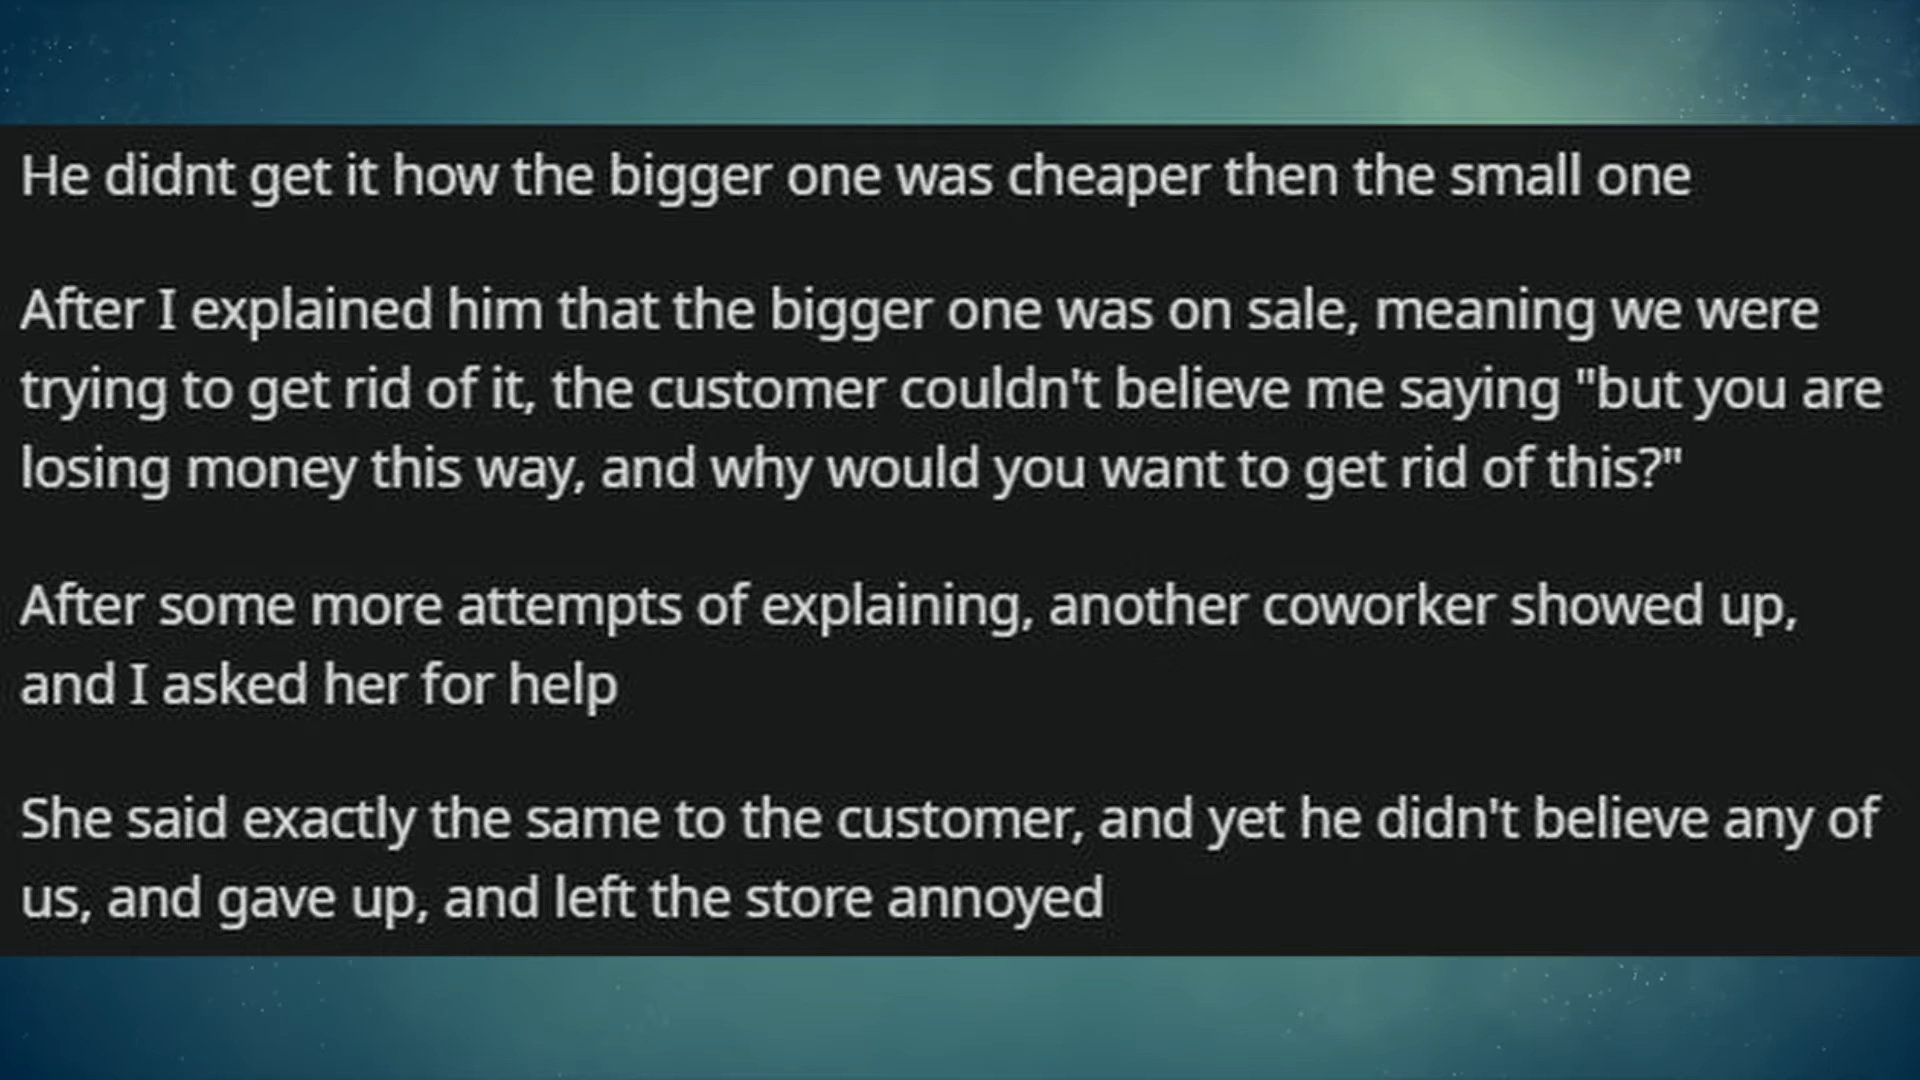 He didnt get it how the bigger one was cheaper then the small one
After I explained him that the bigger one was on sale, meaning we were
trying to get rid of it, the customer couldn't believe me saying "but you are
losing money this way, and why would you want to get rid of this?"
After some more attempts of explaining, another coworker showed up,
and I asked her for help
She said exactly the same to the customer, and yet he didn't believe any of
us, and gave up, and left the store annoyed